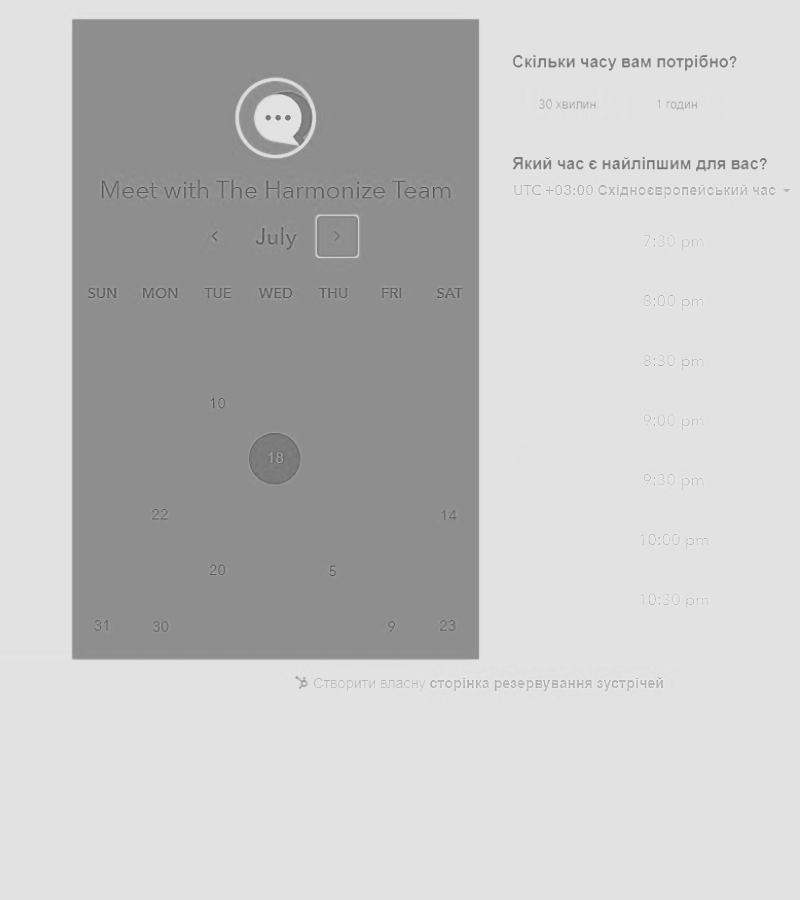 Meet with The Harmonize Team
July
SUN MON TUE WED THU FRI SAT
10
18
22 14
20 5
31 30 9 23
Скільки часу вам потрібно?
30 хвилин 1 годин
Який час є найліпшим для вас?
UTC +03:00 Східноєвропейський час
7:30 pm
8:00 pm
8:30 pm
9:00 pm
9:30 pm
10:00 pm
10:30 pm
Створити власну сторінка резервування зустрічей